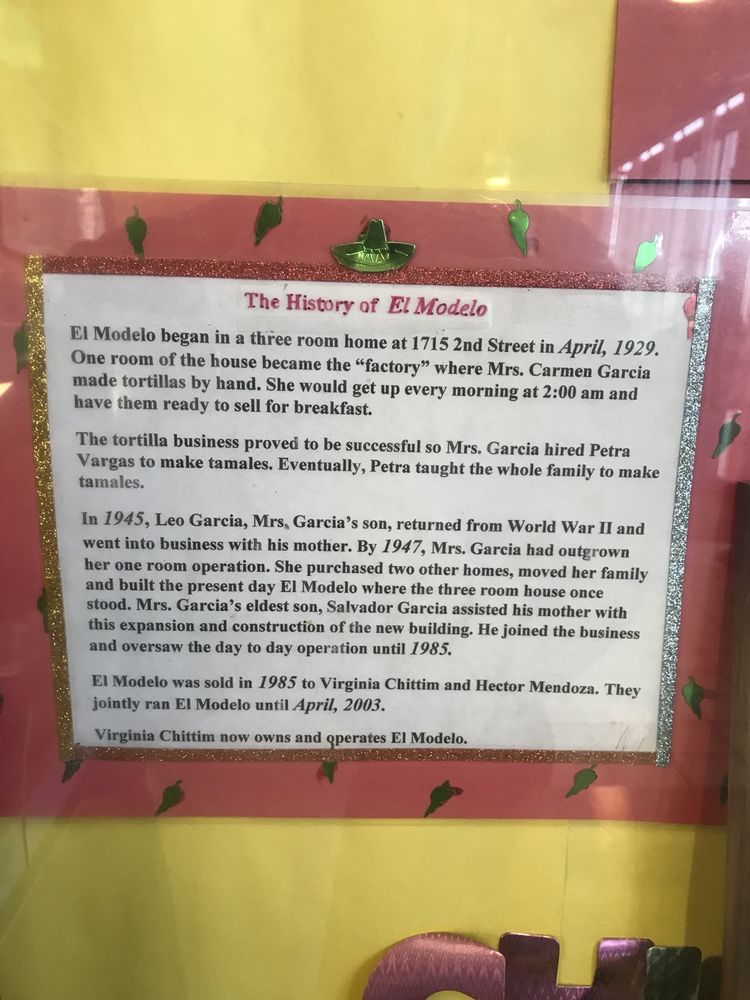 The History of El Modelo
El Modelo began in a three room home at 1715 2nd Street in April, 1929.
One room of the house became the “factory” where Mrs. Carmen Garcia
made tortillas by hand. She would get up every morning at 2:00 am and
have them ready to sell for breakfast.
The tortilla business proved to be successful so Mrs. Garcia hired Petra
Vargas to make tamales. Eventually, Petra taught the whole family to make
tamales.
In 1945, Leo Garcia, Mrs. Garcia’s son, returned from World War II and
went into business with his mother. By 1947, Mrs. Garcia had outgrown
her one room operation. She purchased two other homes, moved her family
and built the present day El Modelo where the three room house once
stood. Mrs. Garcia’s eldest son, Salvador Garcia assisted his mother with
this expansion and construction of the new building. He joined the business
and oversaw the day to day operation until 1985.
El Modelo was sold in 1985 to Virginia Chittim and Hector Mendoza. They
jointly ran El Modelo until April, 2003.
Virginia Chittim now owns and operates El Modelo.